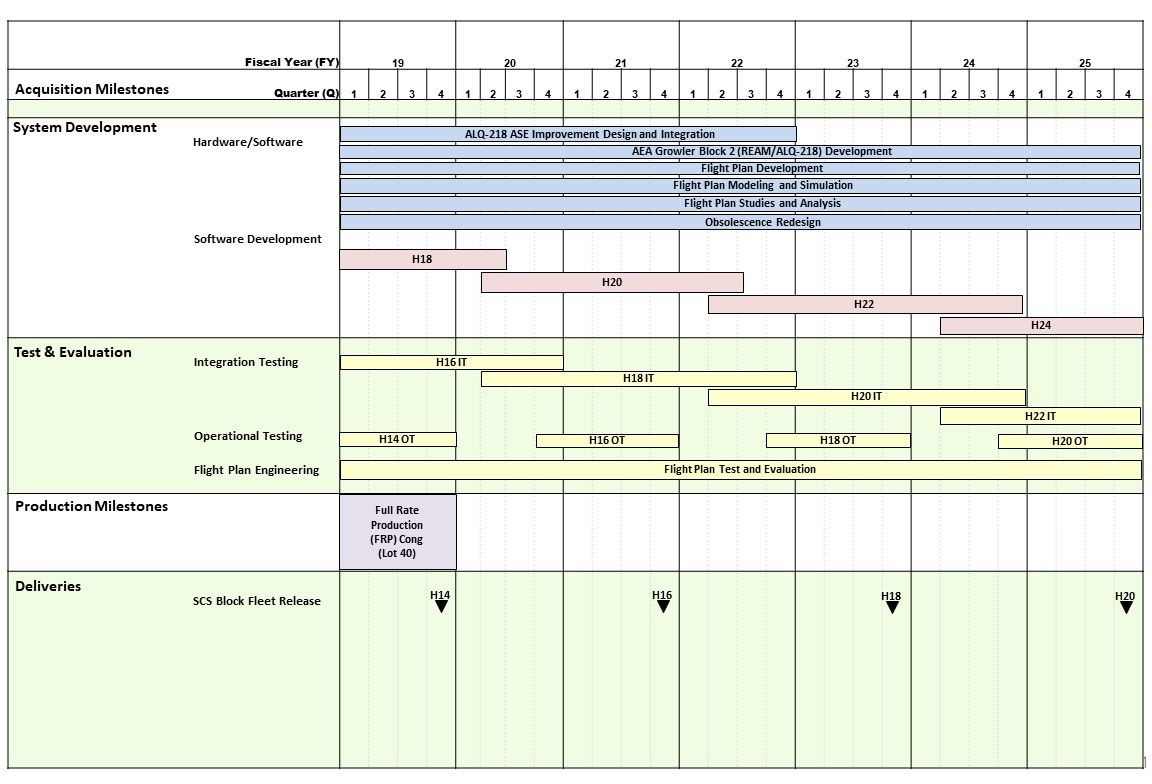 Fiscal Year (FY) 19 20 21 22 23 24 25
Acquisition Milestones Quarter (Q) 1 2 3 4 1 2 3 4 1 2 3 4 1 2 3 4 1 2 3 4 1 2 3 4 1 2 3 4
System Development
Hardware/Software
ALQ-218 ASE Improvement Design and Integration
AEA Growler Block 2 (REAM/ALQ-218) Development
Flight Plan Development
Flight Plan Modeling and Simulation
Flight Plan Studies and Analysis
Obsolescence Redesign
Software Development
H18
H20
H22
H24
Test & Evaluation
Integration Testing
H16 IT
H18 IT
H20 IT
H22 IT
Operational Testing
H14 OT H16 OT H18 OT H20 OT
Flight Plan Engineering
Flight Plan Test and Evaluation
Production Milestones
Full Rate
Production
(FRP) Cong
(Lot 40)
Deliveries
SCS Block Fleet Release
H14 H16 H18 H20